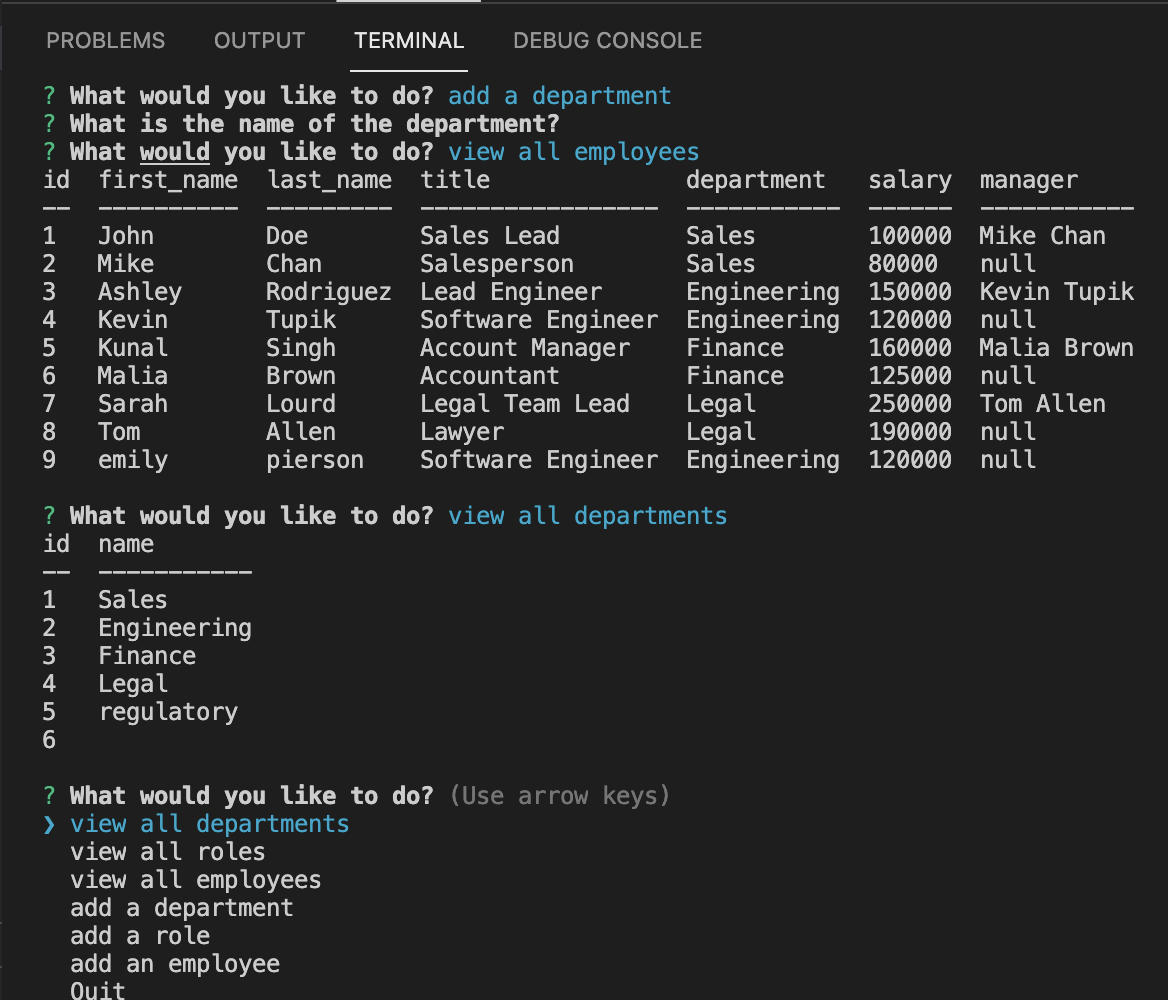 PROBLEMS OUTPUT TERMINAL DEBUG CONSOLE
? What would you like to do? add a department
? What is the name of the department?
? What would you like to do? view all employees
id  first_name  last_name  title              department   salary  manager
--  ----------  ---------  -----------------  -----------  ------  -----------
1   John        Doe        Sales Lead         Sales        100000  Mike Chan
2   Mike        Chan       Salesperson        Sales        80000   null
3   Ashley      Rodriguez  Lead Engineer      Engineering  150000  Kevin Tupik
4   Kevin       Tupik      Software Engineer  Engineering  120000  null
5   Kunal       Singh      Account Manager    Finance      160000  Malia Brown
6   Malia       Brown      Accountant         Finance      125000  null
7   Sarah       Lourd      Legal Team Lead    Legal        250000  Tom Allen
8   Tom         Allen      Lawyer             Legal        190000  null
9   emily       pierson    Software Engineer  Engineering  120000  null
? What would you like to do? view all departments
id  name
--  -----------
1   Sales
2   Engineering
3   Finance
4   Legal
5   regulatory
6
? What would you like to do? (Use arrow keys)
❯ view all departments
  view all roles
  view all employees
  add a department
  add a role
  add an employee
  Quit